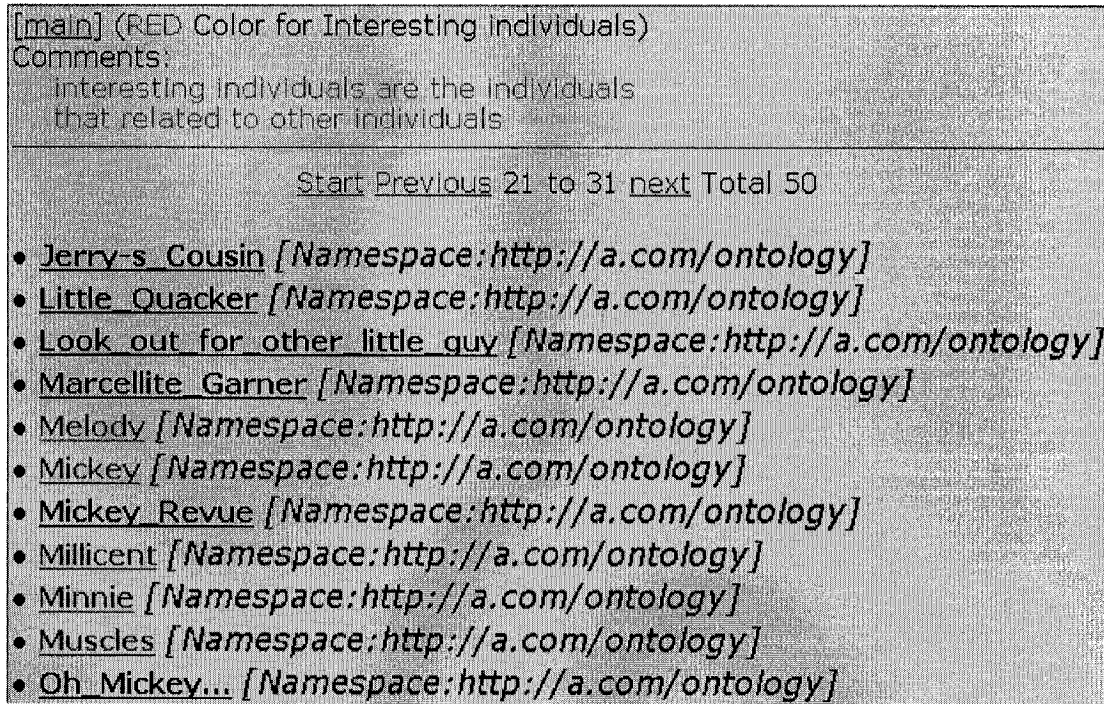 [main] (RED Color for Interesting individuals)
Comments:
interesting individuals are the individuals
that related to other individuals
Start Previous 21 to 31 next Total 50
• Jerry-s_Cousin [Namespace:http://a.com/ontology]
• Little_Quacker [Namespace:http://a.com/ontology]
• Look_out_for_other_little_guy [Namespace:http://a.com/ontology]
• Marcellite_Garner [Namespace:http://a.com/ontology]
• Melody [Namespace:http://a.com/ontology]
• Mickey [Namespace:http://a.com/ontology]
• Mickey_Revue [Namespace:http://a.com/ontology]
• Millicent [Namespace:http://a.com/ontology]
• Minnie [Namespace:http://a.com/ontology]
• Muscles [Namespace:http://a.com/ontology]
• Oh_Mickey... [Namespace:http://a.com/ontology]